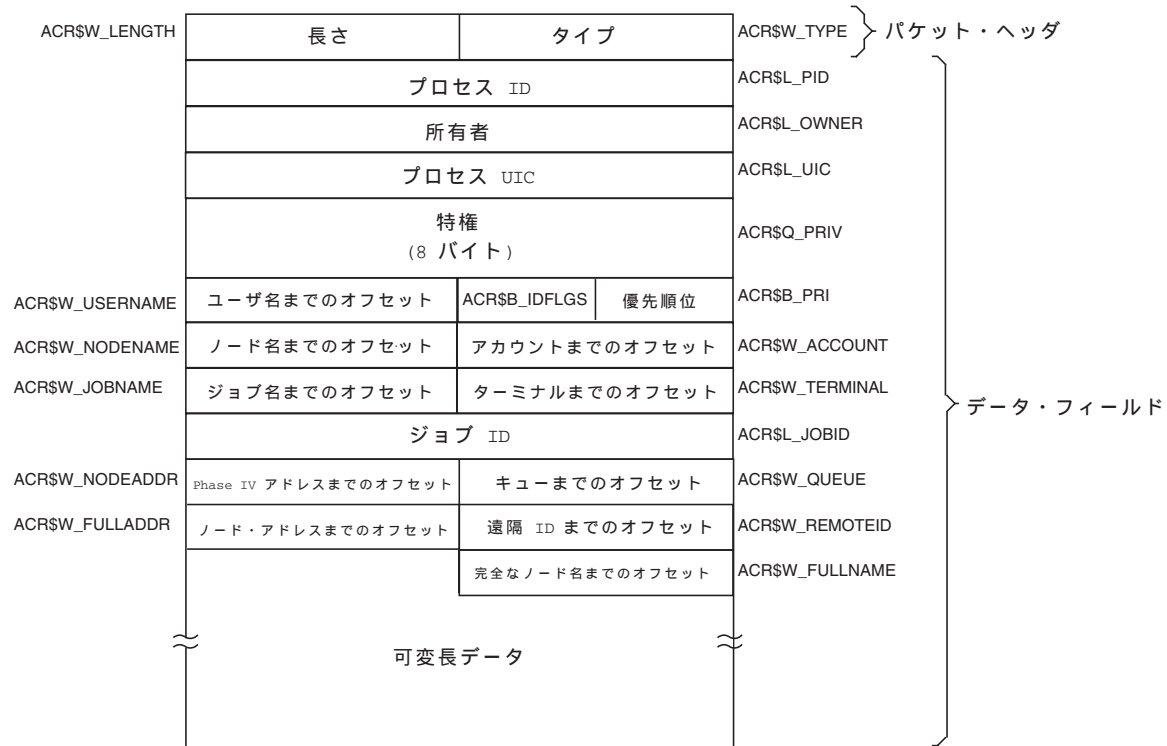 ACR$W_LENGTH 長さ タイプ ACR$W_TYPE パケット・ヘッダ
プロセス ID ACR$L_PID
所有者 ACR$L_OWNER
プロセス UIC ACR$L_UIC
特権
(8 バイト) ACR$Q_PRIV
ACR$W_USERNAME ユーザ名までのオフセット ACR$B_IDFLGS 優先順位 ACR$B_PRI
ACR$W_NODENAME ノード名までのオフセット アカウントまでのオフセット ACR$W_ACCOUNT
ACR$W_JOBNAME ジョブ名までのオフセット ターミナルまでのオフセット ACR$W_TERMINAL
データ・フィールド
ジョブ ID ACR$L_JOBID
ACR$W_NODEADDR Phase IV アドレスまでのオフセット キューまでのオフセット ACR$W_QUEUE
ACR$W_FULLADDR ノード・アドレスまでのオフセット 遠隔 ID までのオフセット ACR$W_REMOTEID
完全なノード名までのオフセット ACR$W_FULLNAME
可変長データ